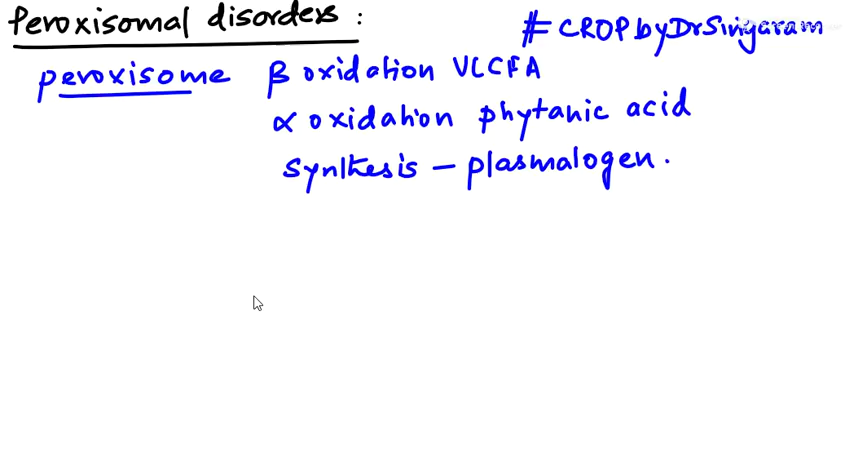 Peroxisomal disorders :
#CROPbyDrSingaram
peroxisome β oxidation VLCFA
α oxidation phytanic acid
synthesis – plasmalogen.